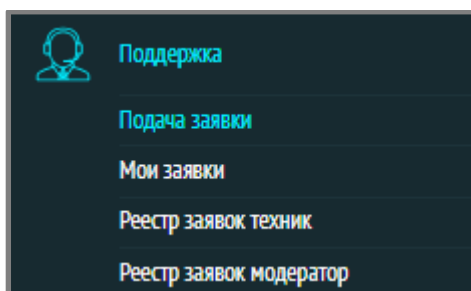 Поддержка
Подача заявки
Мои заявки
Реестр заявок техник
Реестр заявок модератор